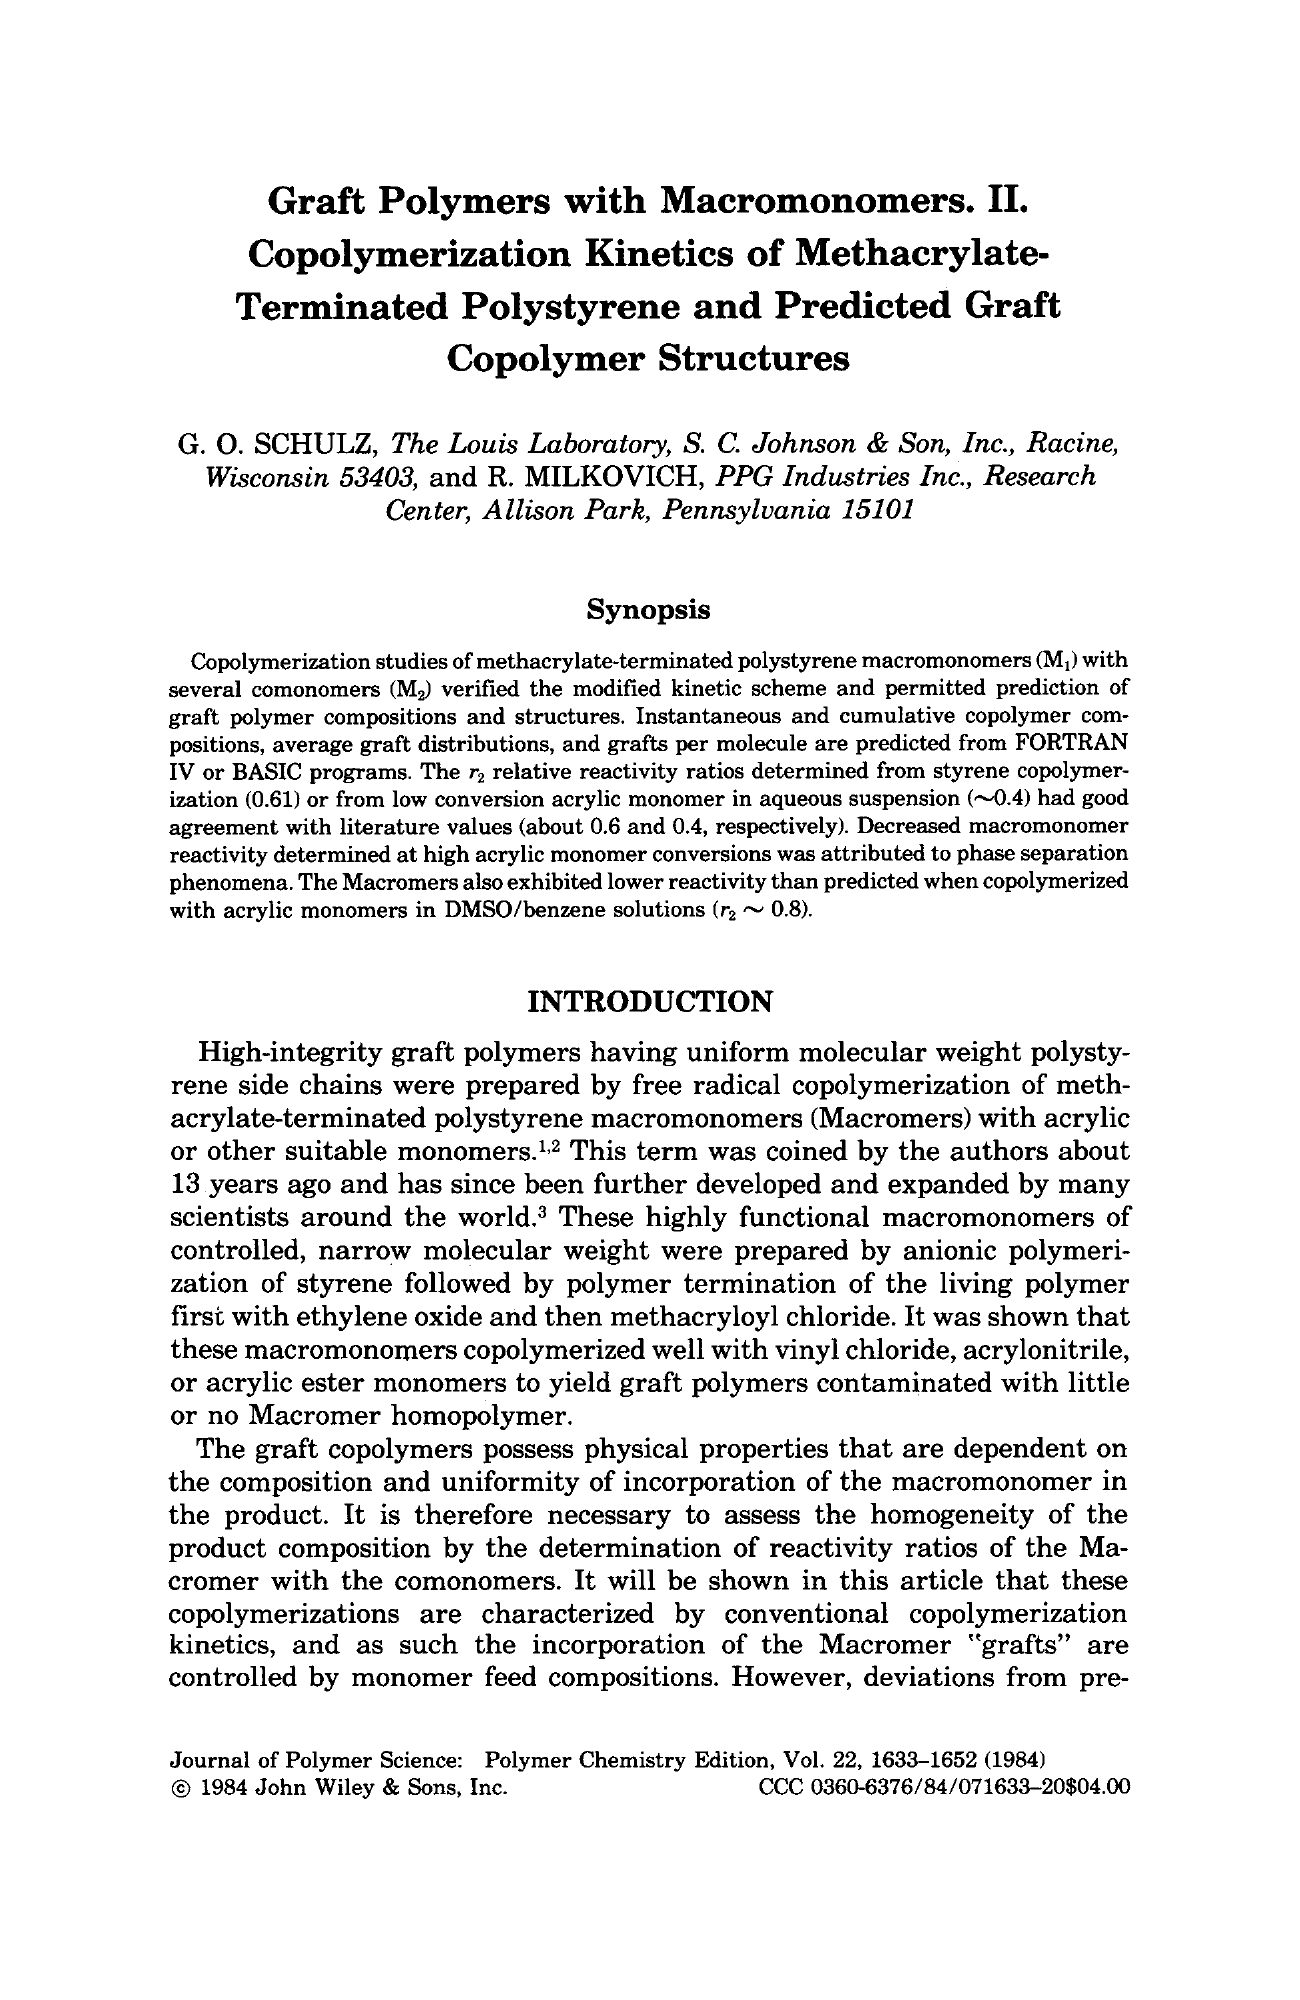 Graft Polymers with Macromonomers. II.
Copolymerization Kinetics of Methacrylate-
Terminated Polystyrene and Predicted Graft
Copolymer Structures
G. O. SCHULZ, The Louis Laboratory, S. C. Johnson & Son, Inc., Racine,
Wisconsin 53403, and R. MILKOVICH, PPG Industries Inc., Research
Center, Allison Park, Pennsylvania 15101
Synopsis
Copolymerization studies of methacrylate-terminated polystyrene macromonomers (M₁) with
several comonomers (M₂) verified the modified kinetic scheme and permitted prediction of
graft polymer compositions and structures. Instantaneous and cumulative copolymer com-
positions, average graft distributions, and grafts per molecule are predicted from FORTRAN
IV or BASIC programs. The r₂ relative reactivity ratios determined from styrene copolymer-
ization (0.61) or from low conversion acrylic monomer in aqueous suspension (~0.4) had good
agreement with literature values (about 0.6 and 0.4, respectively). Decreased macromonomer
reactivity determined at high acrylic monomer conversions was attributed to phase separation
phenomena. The Macromers also exhibited lower reactivity than predicted when copolymerized
with acrylic monomers in DMSO/benzene solutions (r₂ ~ 0.8).
INTRODUCTION
High-integrity graft polymers having uniform molecular weight polysty-
rene side chains were prepared by free radical copolymerization of meth-
acrylate-terminated polystyrene macromonomers (Macromers) with acrylic
or other suitable monomers.¹,² This term was coined by the authors about
13 years ago and has since been further developed and expanded by many
scientists around the world.³ These highly functional macromonomers of
controlled, narrow molecular weight were prepared by anionic polymeri-
zation of styrene followed by polymer termination of the living polymer
first with ethylene oxide and then methacryloyl chloride. It was shown that
these macromonomers copolymerized well with vinyl chloride, acrylonitrile,
or acrylic ester monomers to yield graft polymers contaminated with little
or no Macromer homopolymer.
The graft copolymers possess physical properties that are dependent on
the composition and uniformity of incorporation of the macromonomer in
the product. It is therefore necessary to assess the homogeneity of the
product composition by the determination of reactivity ratios of the Ma-
cromer with the comonomers. It will be shown in this article that these
copolymerizations are characterized by conventional copolymerization
kinetics, and as such the incorporation of the Macromer "grafts" are
controlled by monomer feed compositions. However, deviations from pre-
Journal of Polymer Science: Polymer Chemistry Edition, Vol. 22, 1633–1652 (1984)
© 1984 John Wiley & Sons, Inc. CCC 0360-6376/84/071633-20$04.00